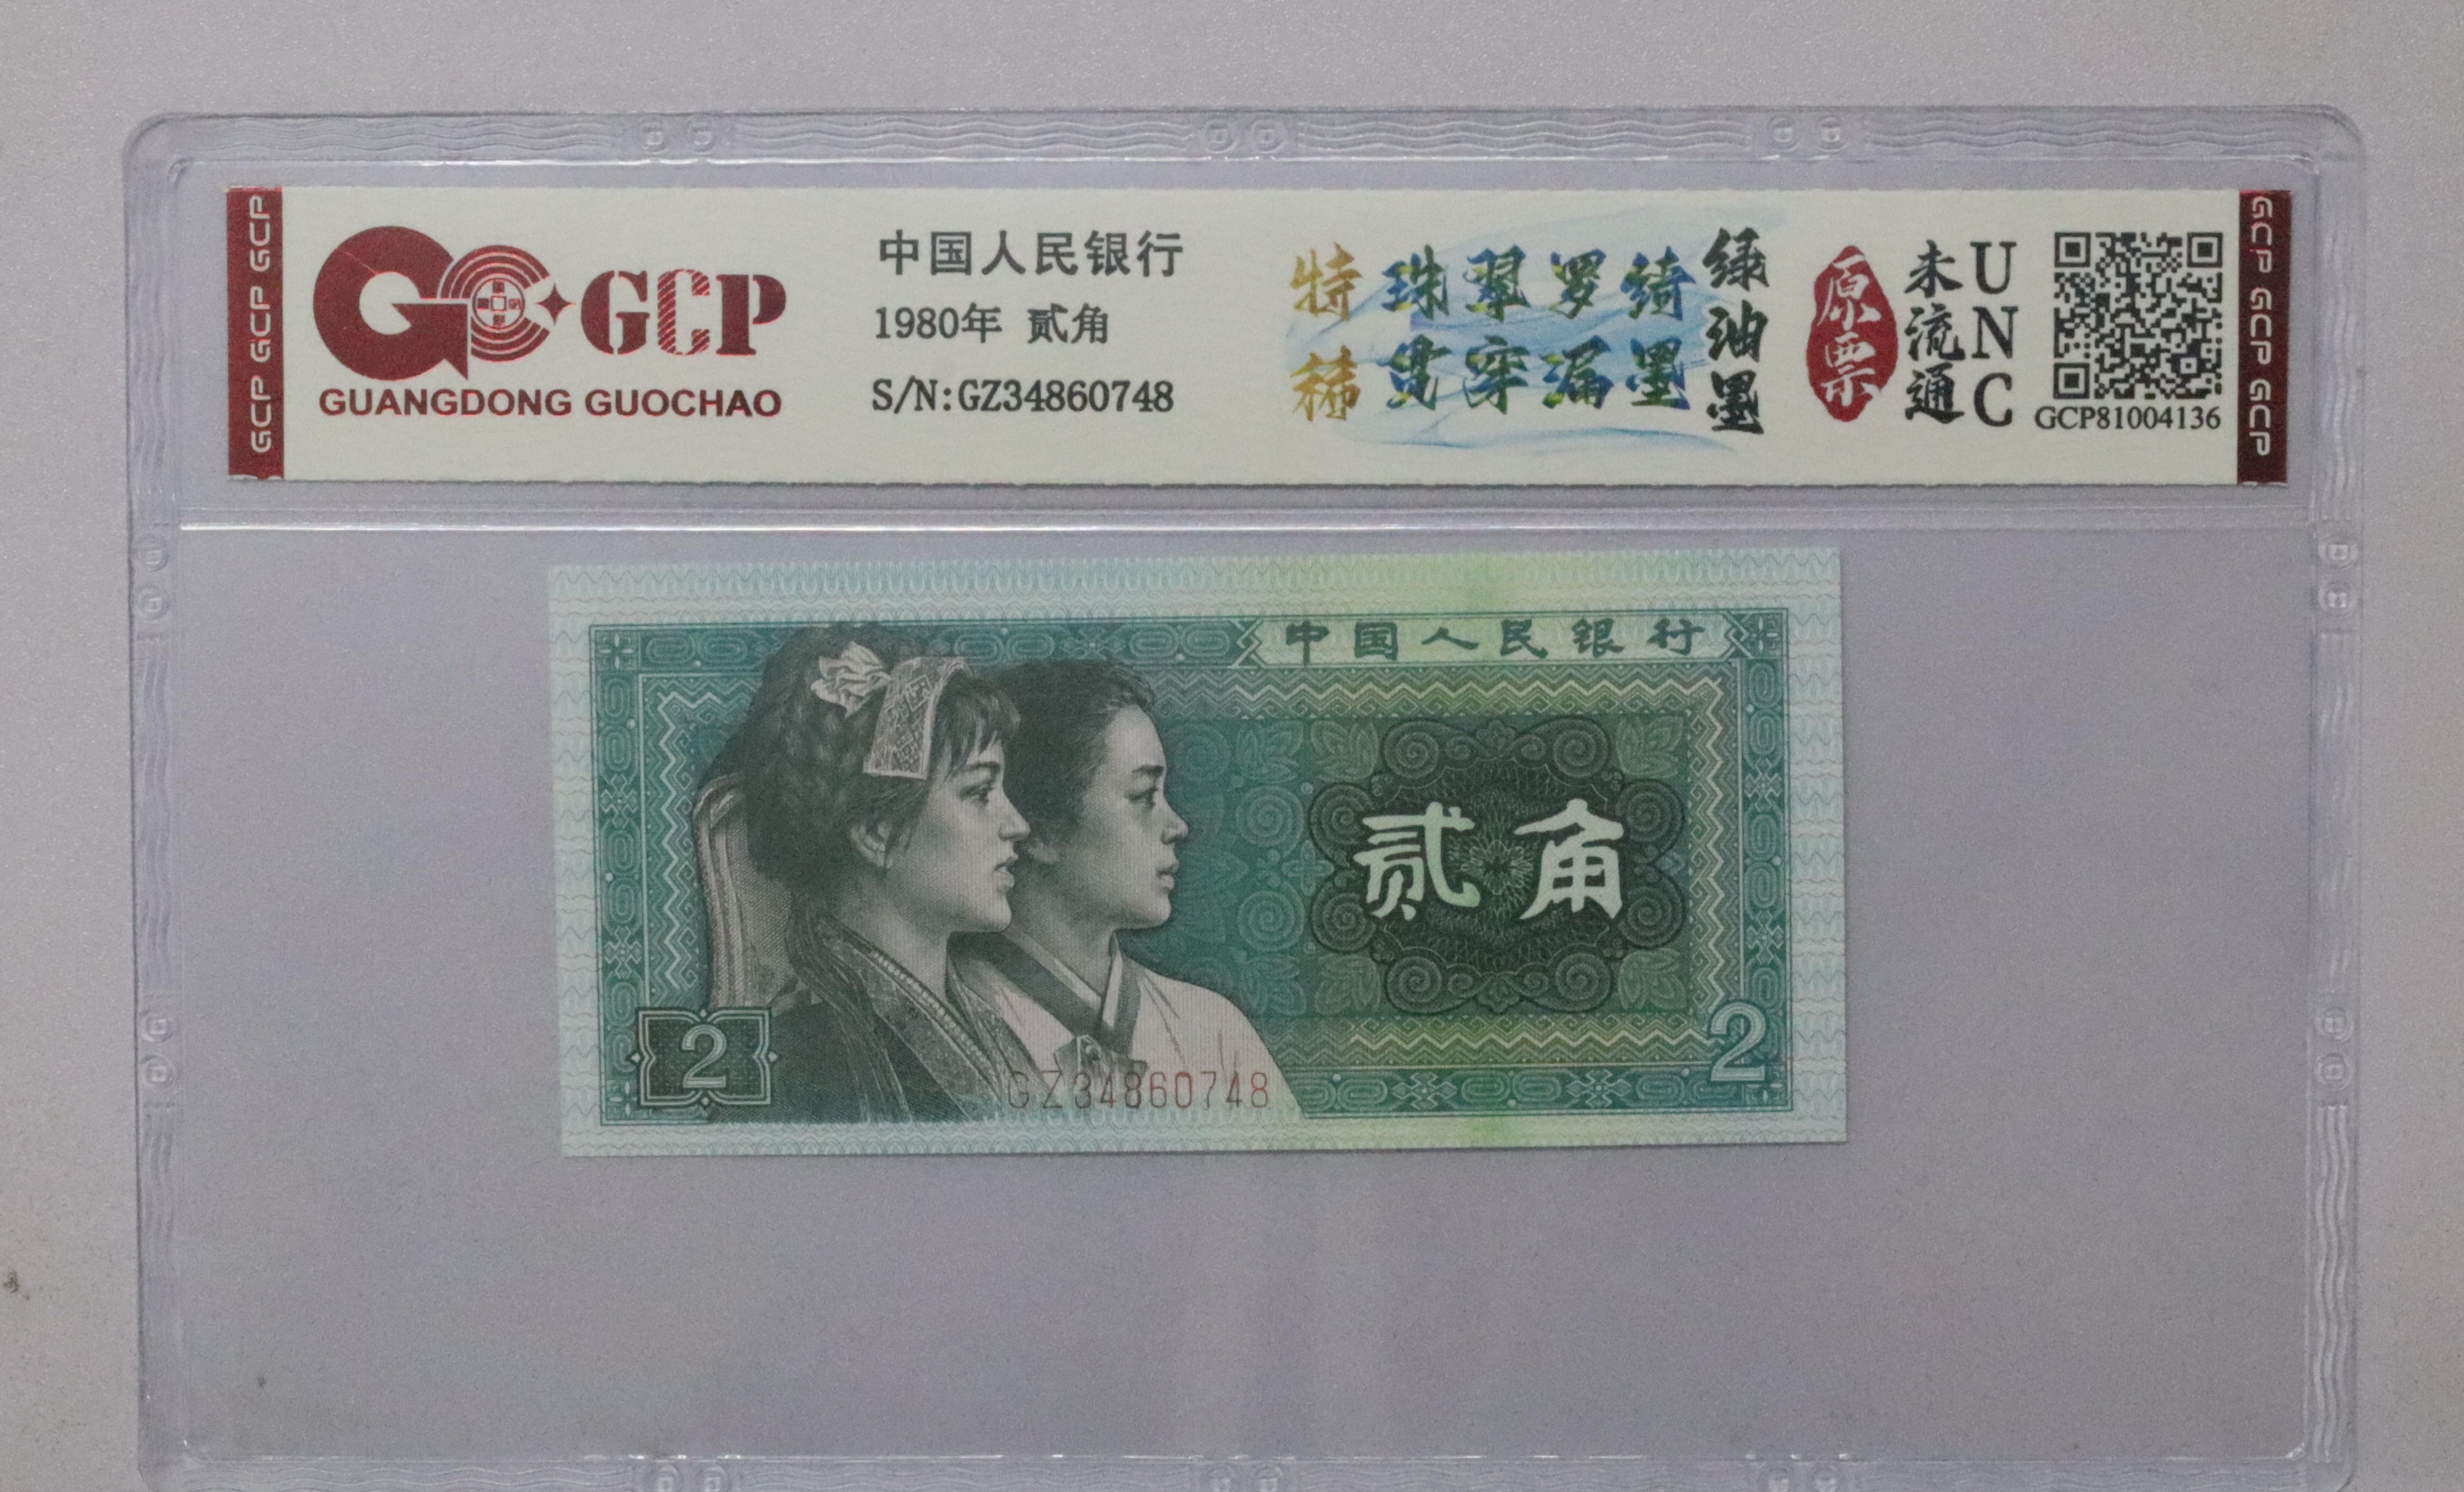 GCP GCP GCP
GCP
GUANGDONG GUOCHAO
中国人民银行
1980年 贰角
S/N:GZ34860748
特稀
珠翠罗绮
贯穿漏墨
绿油墨
原票
未流通
UNC
GCP81004136
GCP GCP GCP
中国人民银行
贰角
2
2
GZ34860748